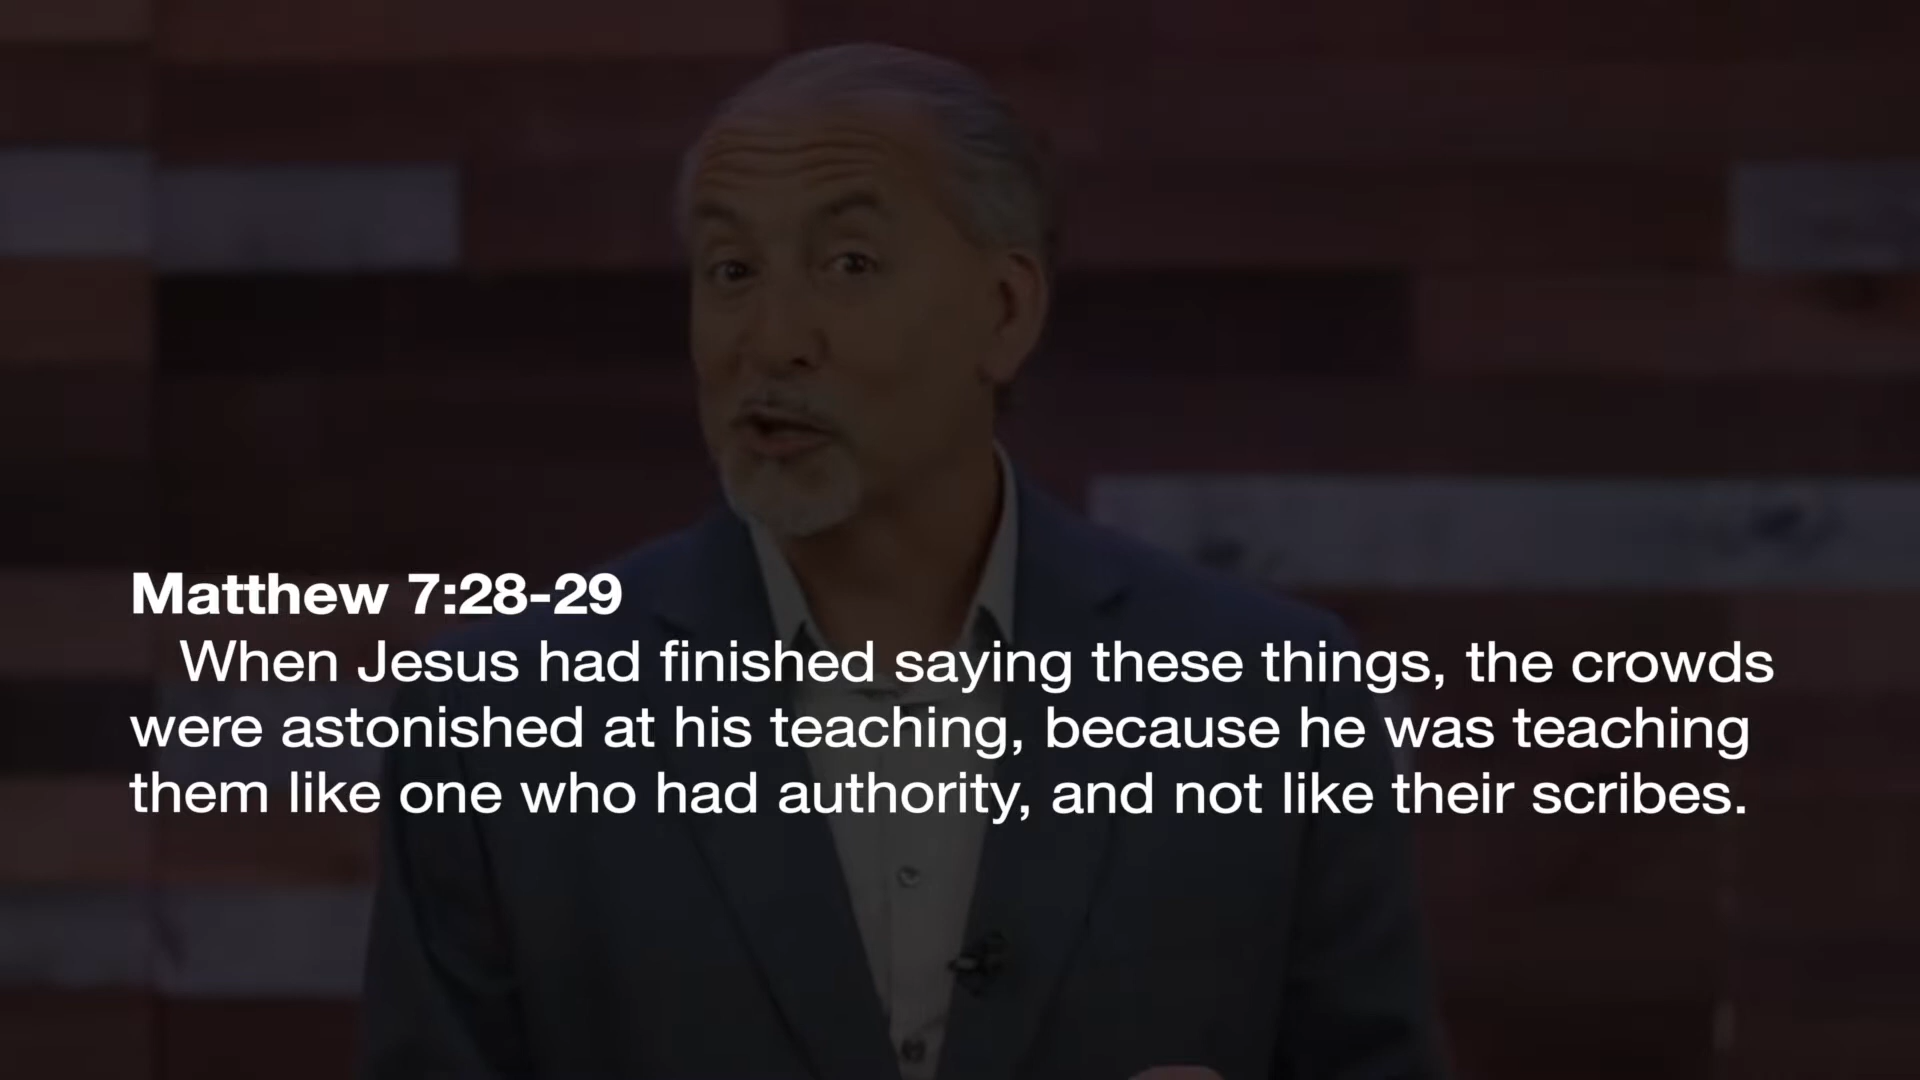 Matthew 7:28-29
When Jesus had finished saying these things, the crowds
were astonished at his teaching, because he was teaching
them like one who had authority, and not like their scribes.